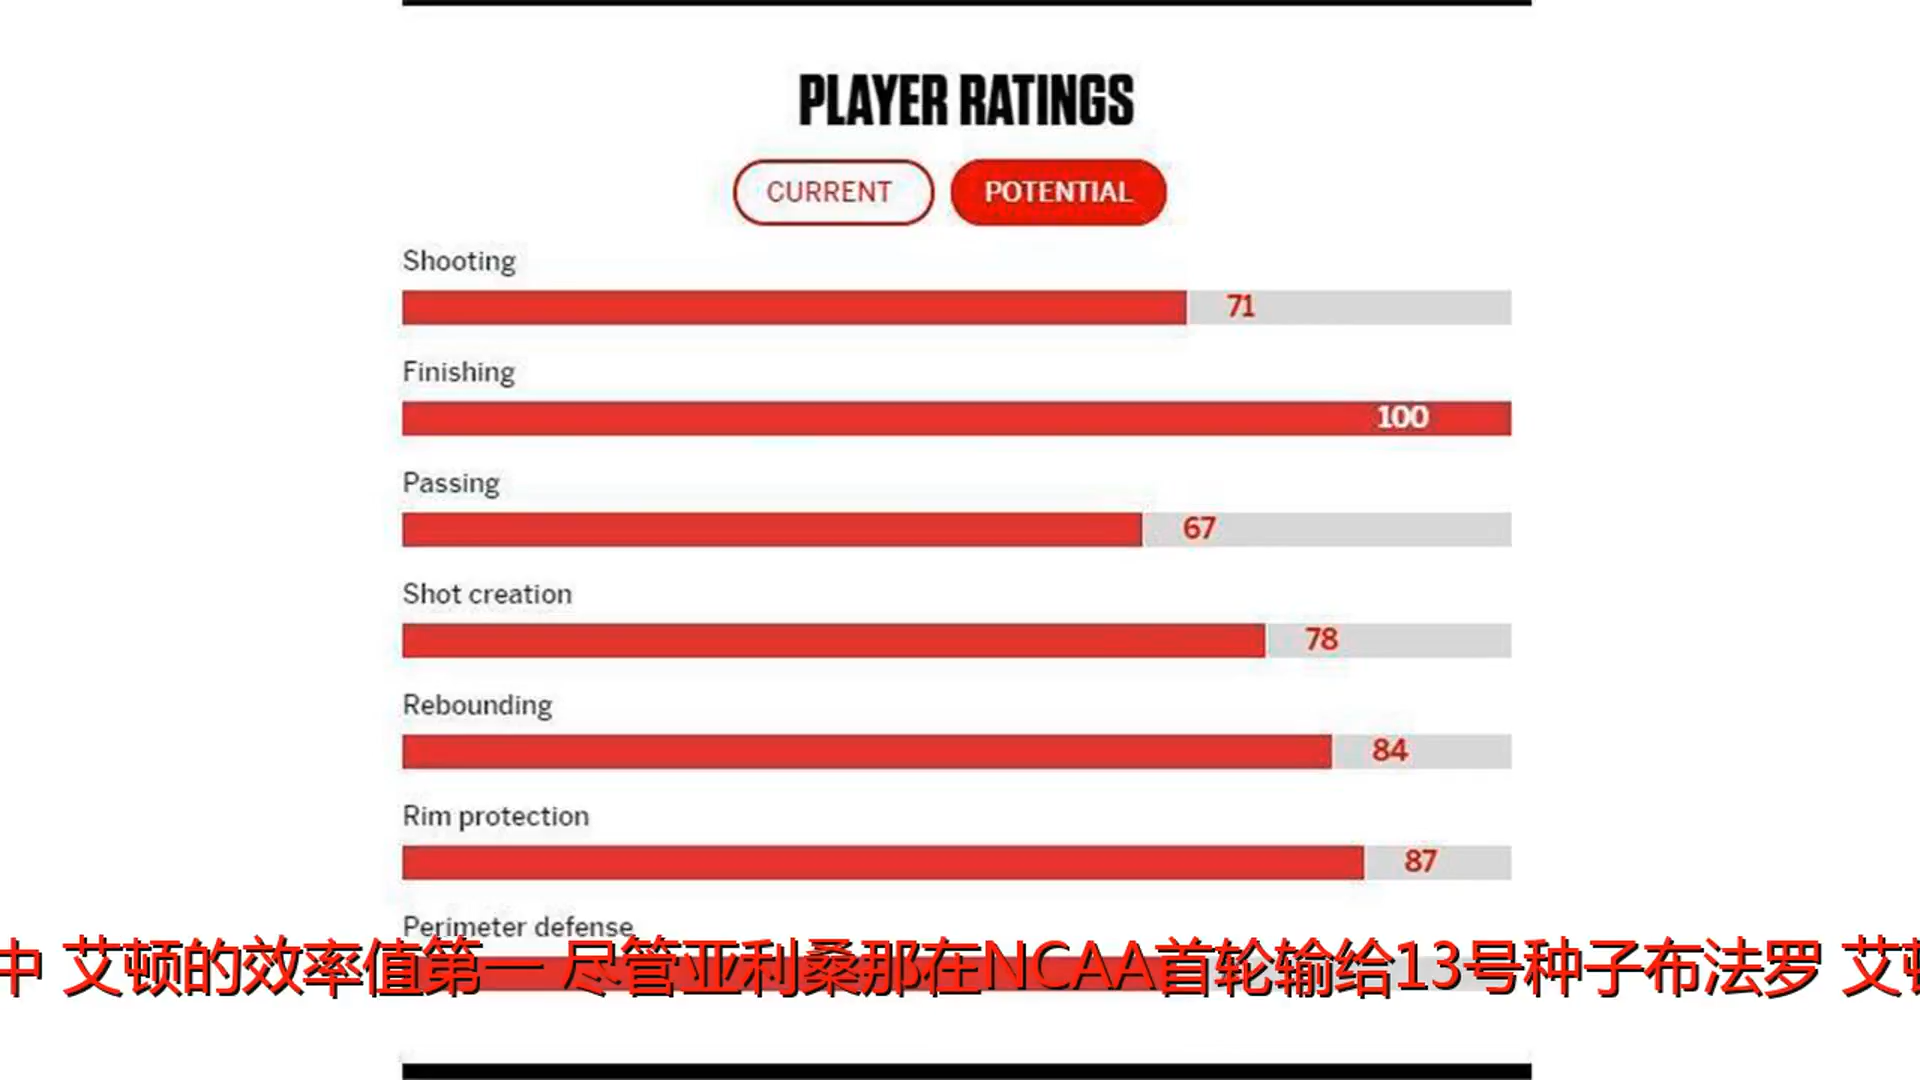 PLAYER RATINGS
CURRENT POTENTIAL
Shooting
71
Finishing
100
Passing
67
Shot creation
78
Rebounding
84
Rim protection
87
Perimeter defense
中 艾顿的效率值第一 尽管亚利桑那在NCAA首轮输给13号种子布法罗 艾